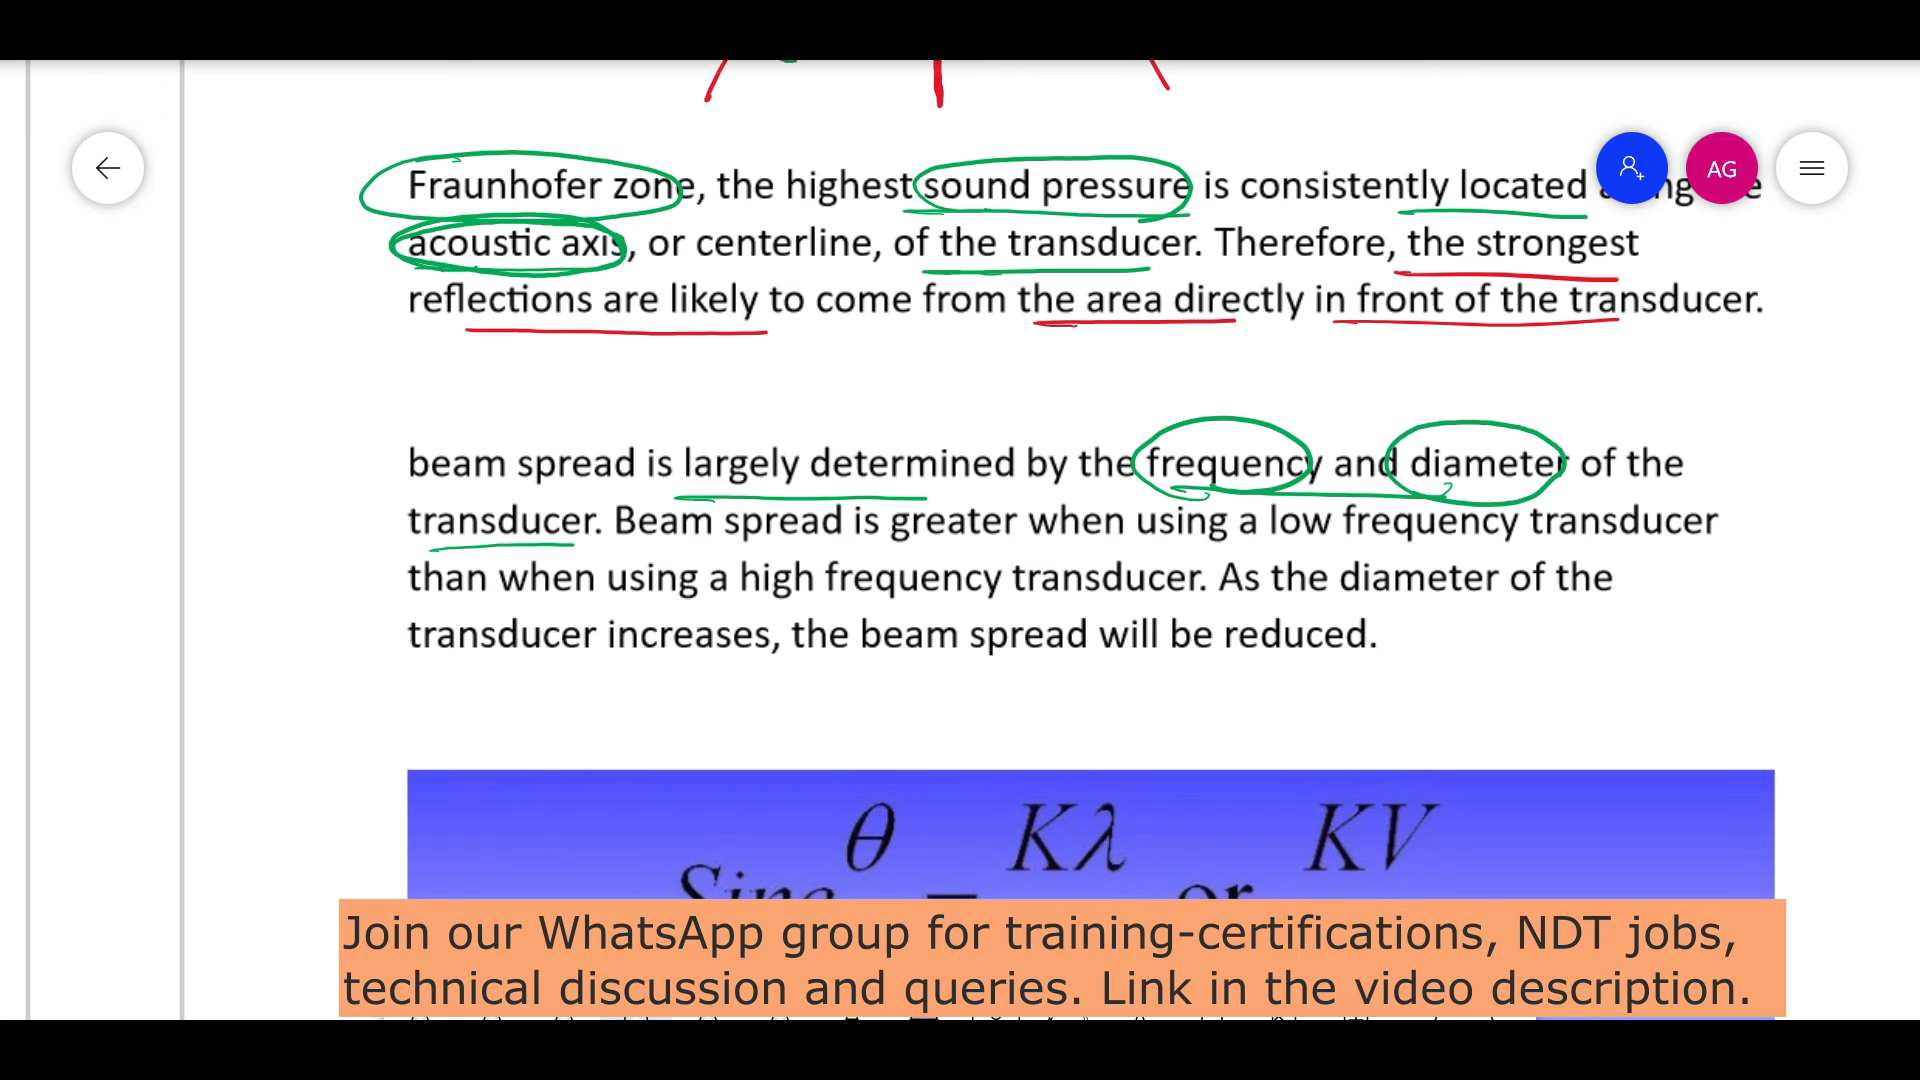 Fraunhofer zone, the highest sound pressure is consistently located
AG
acoustic axis, or centerline, of the transducer. Therefore, the strongest
reflections are likely to come from the area directly in front of the transducer.
beam spread is largely determined by the frequency and diameter of the
transducer. Beam spread is greater when using a low frequency transducer
than when using a high frequency transducer. As the diameter of the
transducer increases, the beam spread will be reduced.
θ Kλ KV
Sine = or
Join our WhatsApp group for training-certifications, NDT jobs,
technical discussion and queries. Link in the video description.